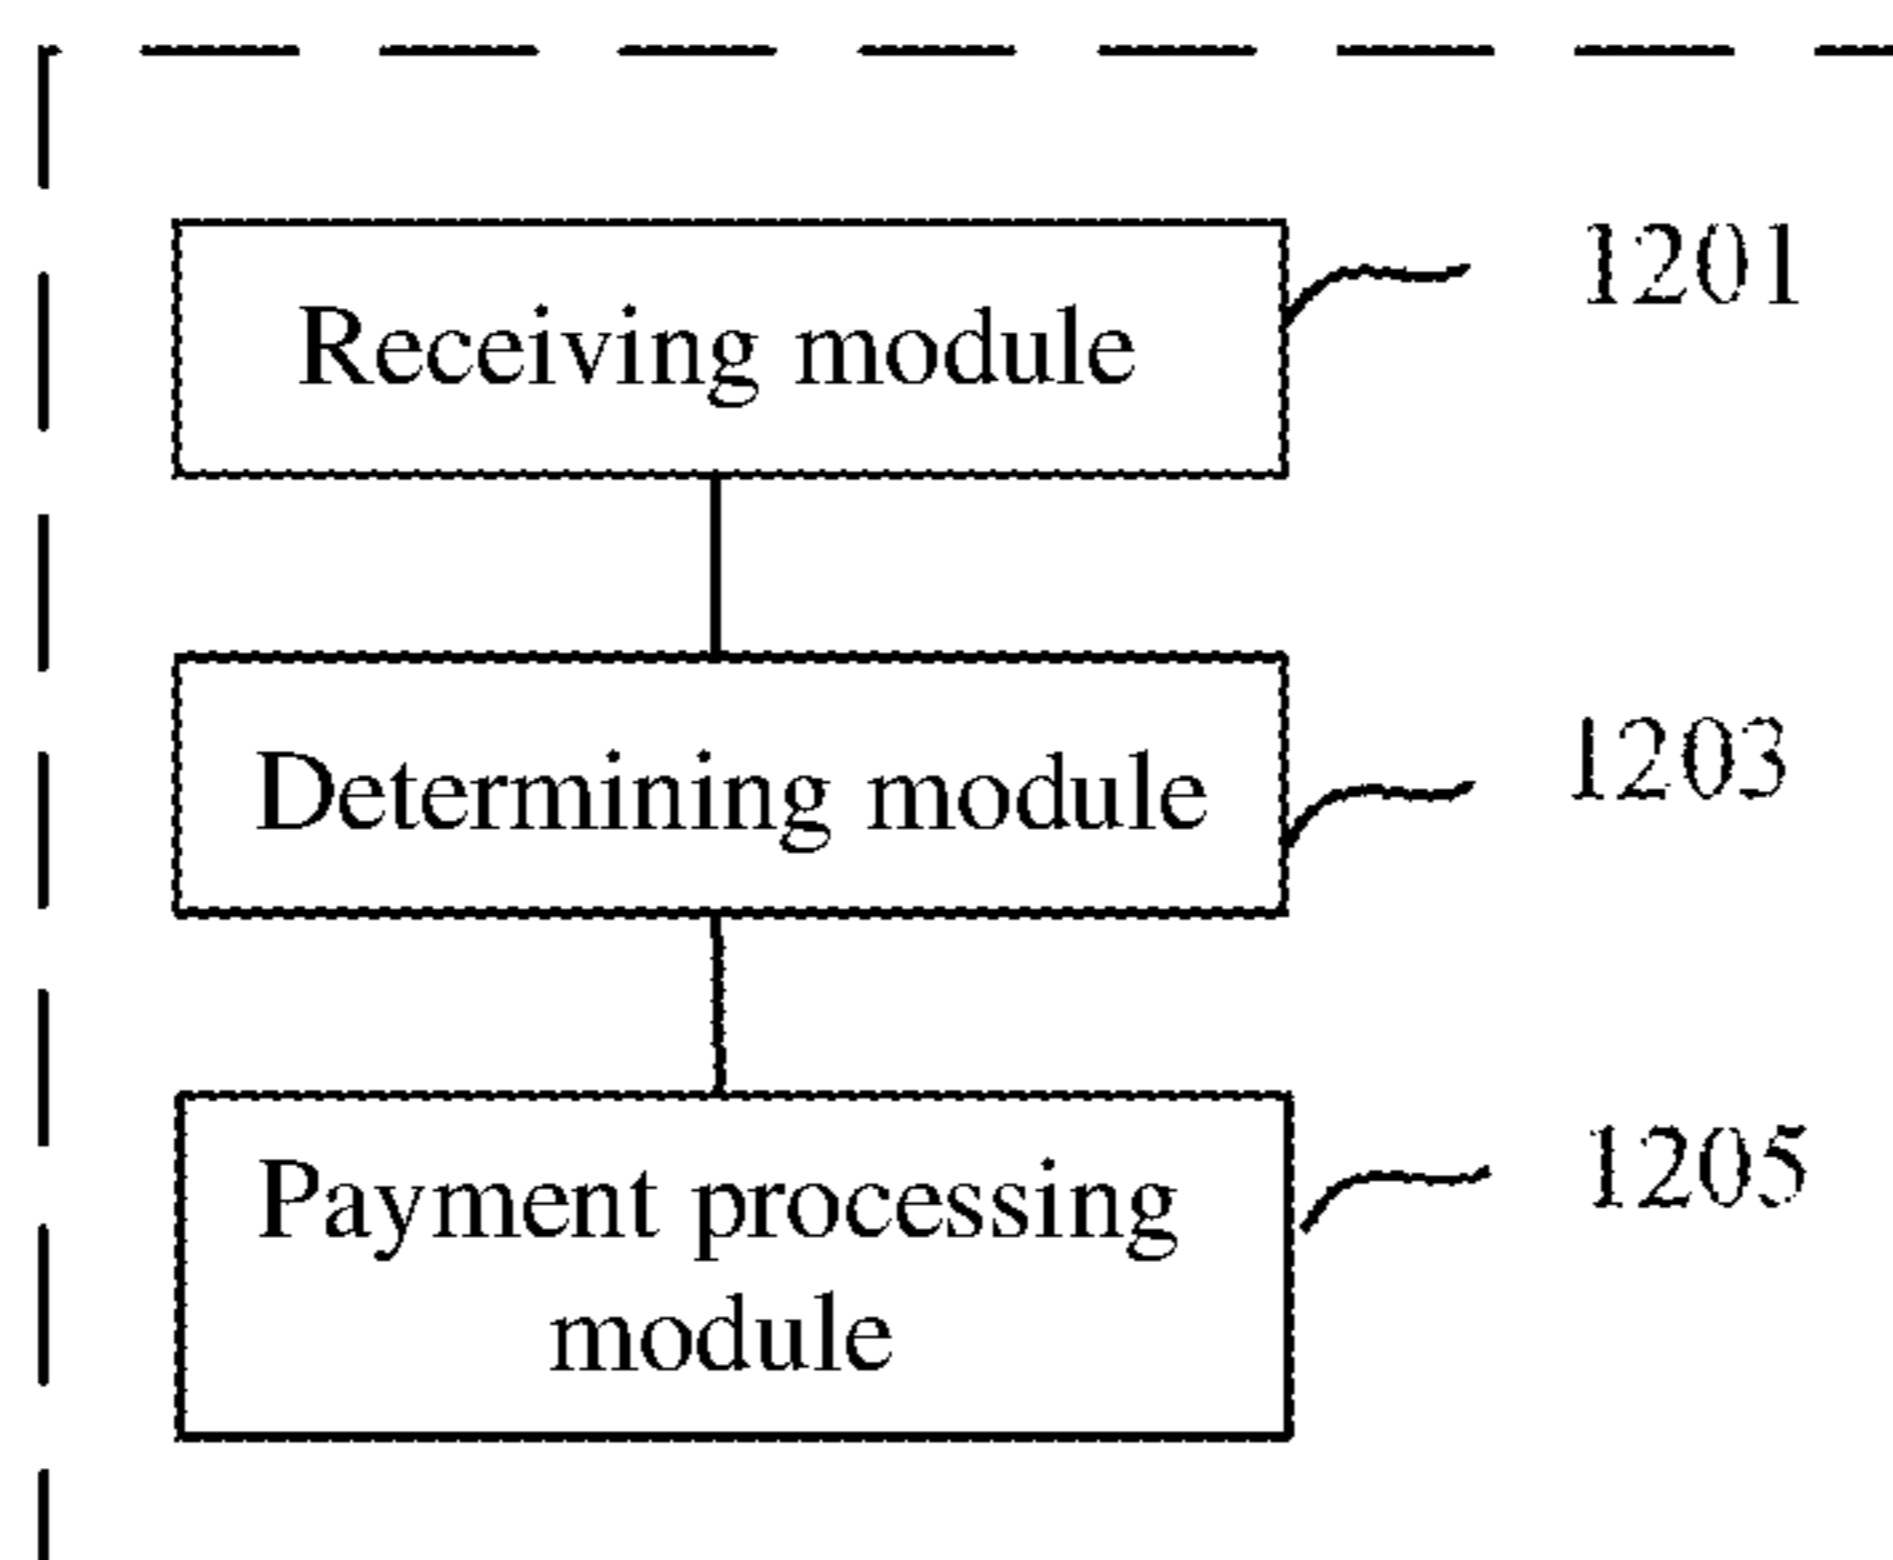 Receiving module
1201
Determining module
1203
Payment processing
module
1205